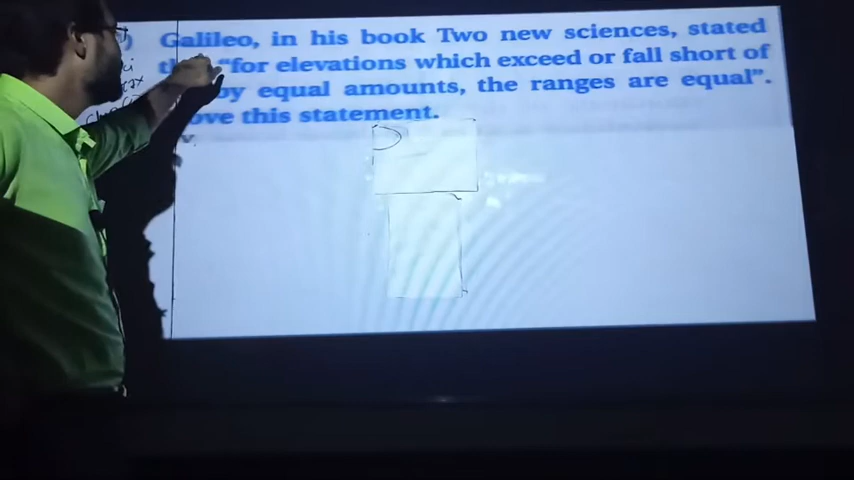 Galileo, in his book Two new sciences, stated
"for elevations which exceed or fall short of
by equal amounts, the ranges are equal".
this statement.